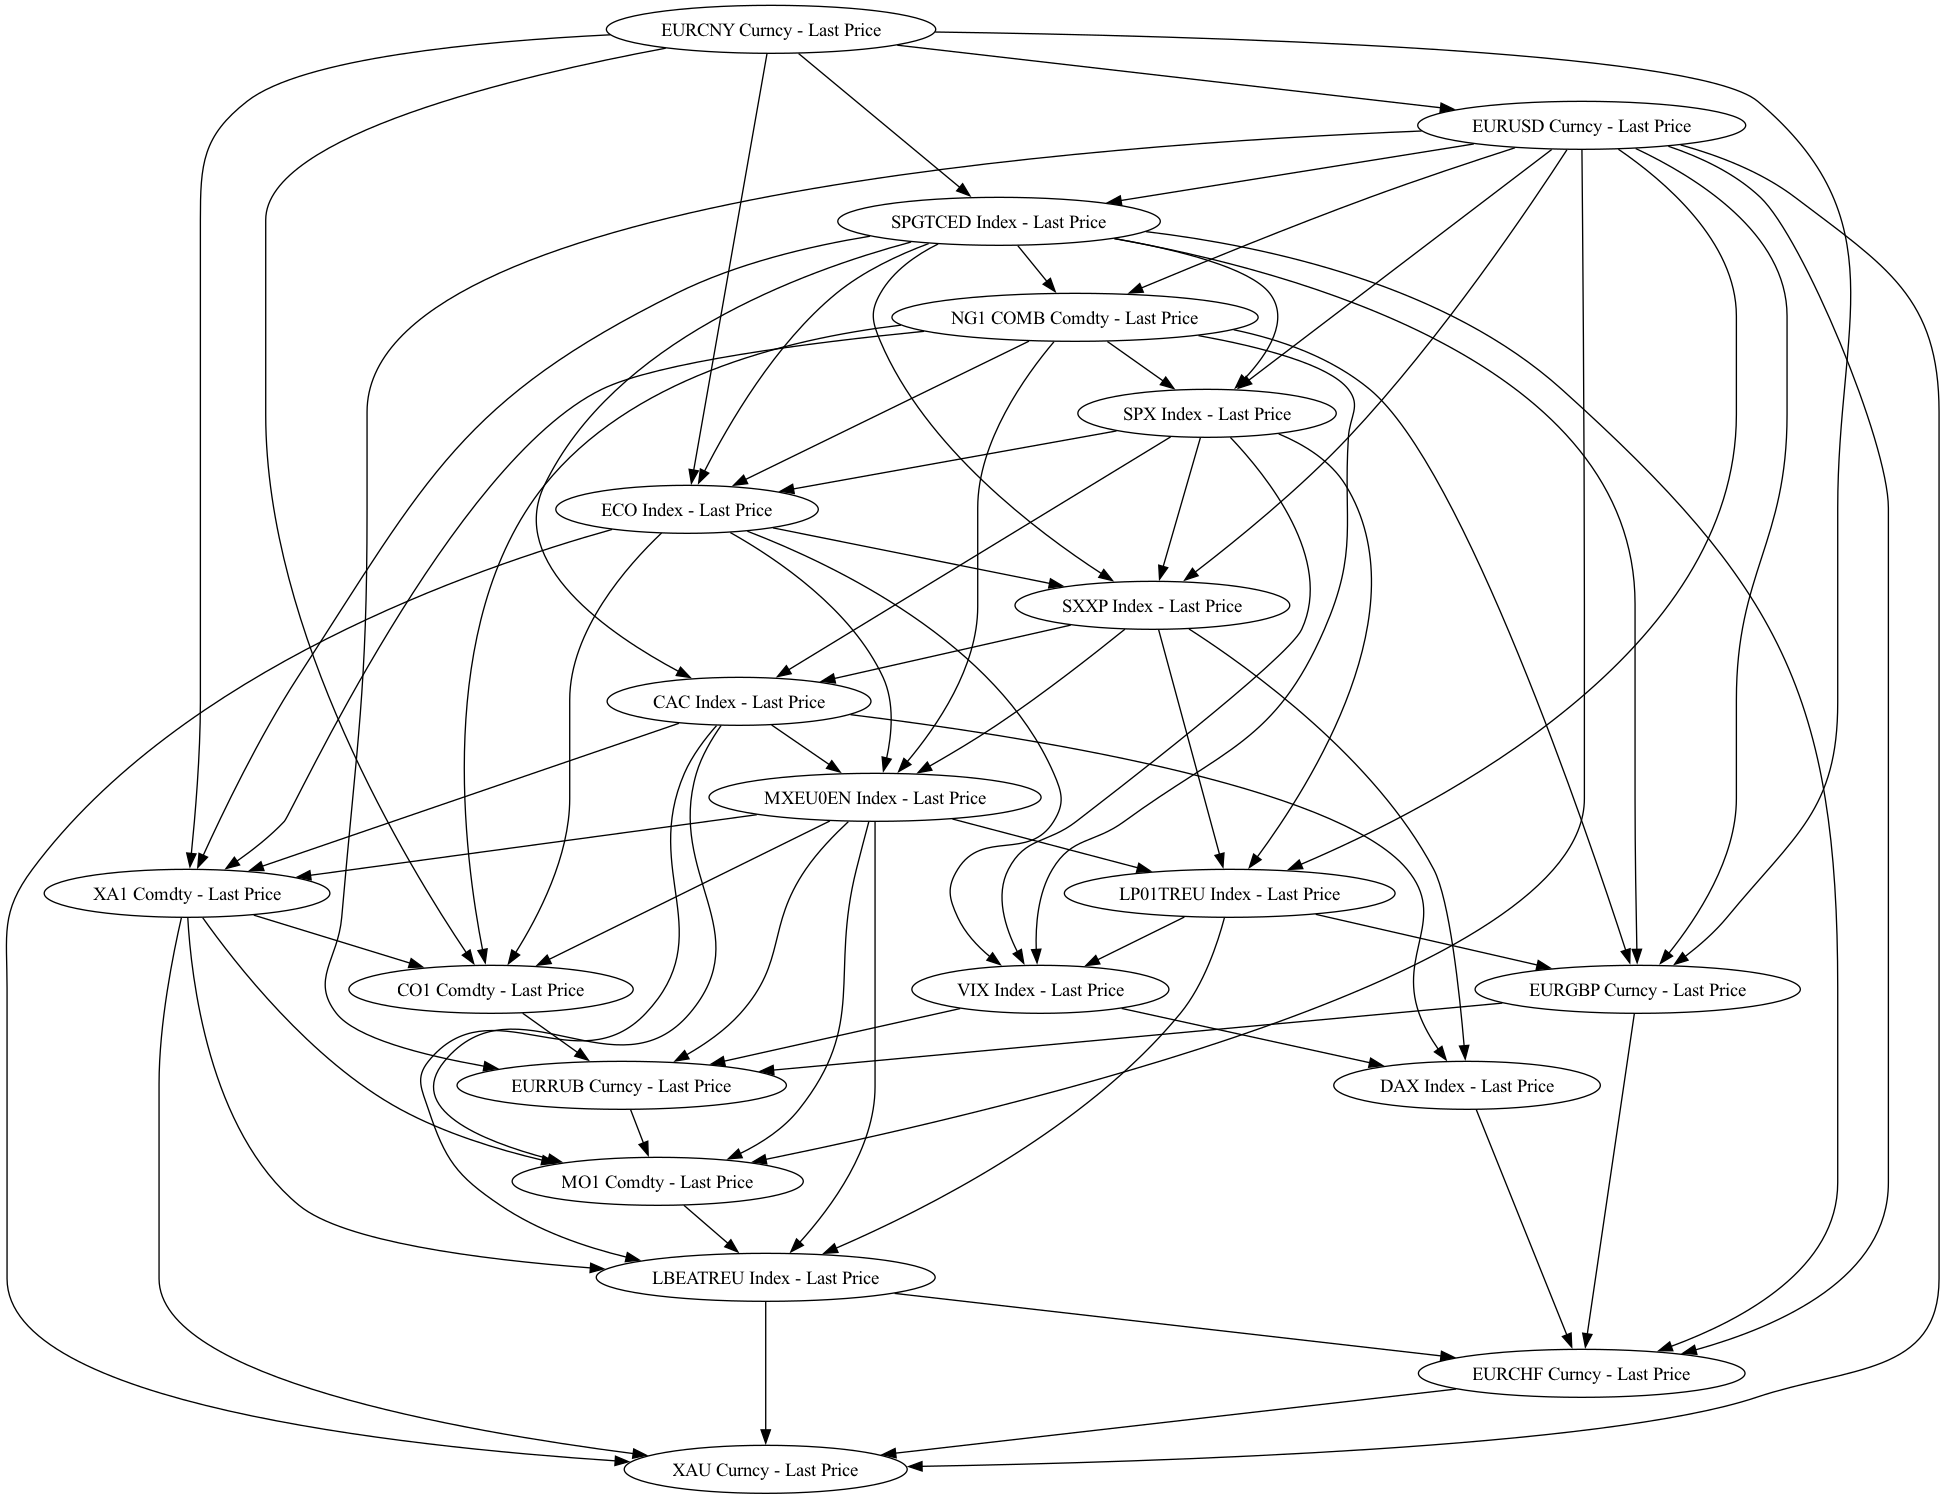 EURCNY Curncy - Last Price
EURUSD Curncy - Last Price
SPGTCED Index - Last Price
NG1 COMB Comdty - Last Price
SPX Index - Last Price
ECO Index - Last Price
SXXP Index - Last Price
CAC Index - Last Price
MXEU0EN Index - Last Price
XA1 Comdty - Last Price
LP01TREU Index - Last Price
CO1 Comdty - Last Price
VIX Index - Last Price
EURGBP Curncy - Last Price
EURRUB Curncy - Last Price
DAX Index - Last Price
MO1 Comdty - Last Price
LBEATREU Index - Last Price
EURCHF Curncy - Last Price
XAU Curncy - Last Price